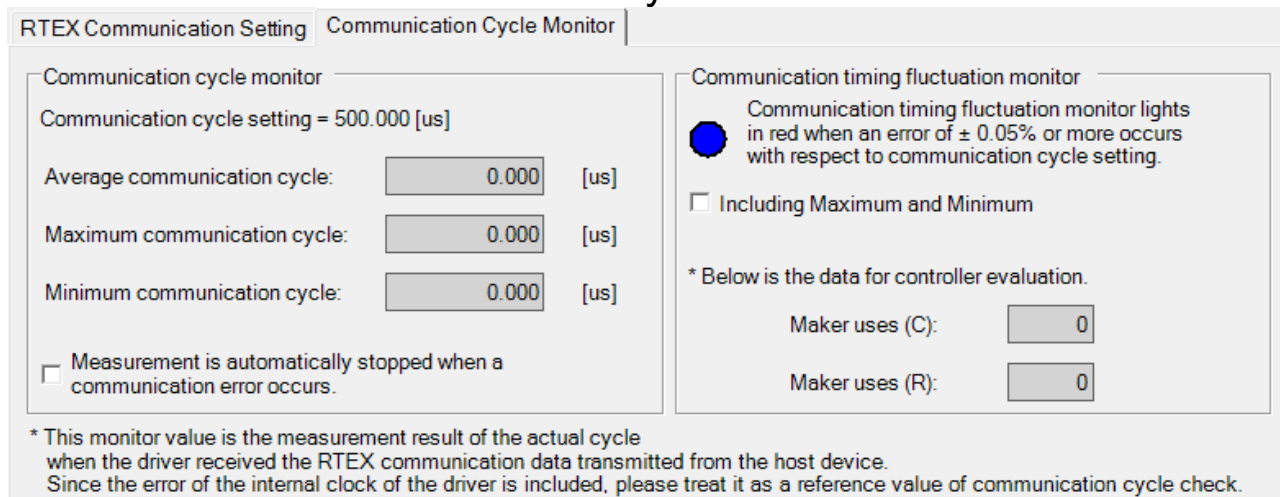 RTEX Communication Setting
Communication Cycle Monitor
Communication cycle monitor
Communication cycle setting = 500.000 [us]
Average communication cycle: 0.000 [us]
Maximum communication cycle: 0.000 [us]
Minimum communication cycle: 0.000 [us]
Measurement is automatically stopped when a
communication error occurs.
Communication timing fluctuation monitor
Communication timing fluctuation monitor lights
in red when an error of ± 0.05% or more occurs
with respect to communication cycle setting.
Including Maximum and Minimum
* Below is the data for controller evaluation.
Maker uses (C): 0
Maker uses (R): 0
* This monitor value is the measurement result of the actual cycle
when the driver received the RTEX communication data transmitted from the host device.
Since the error of the internal clock of the driver is included, please treat it as a reference value of communication cycle check.